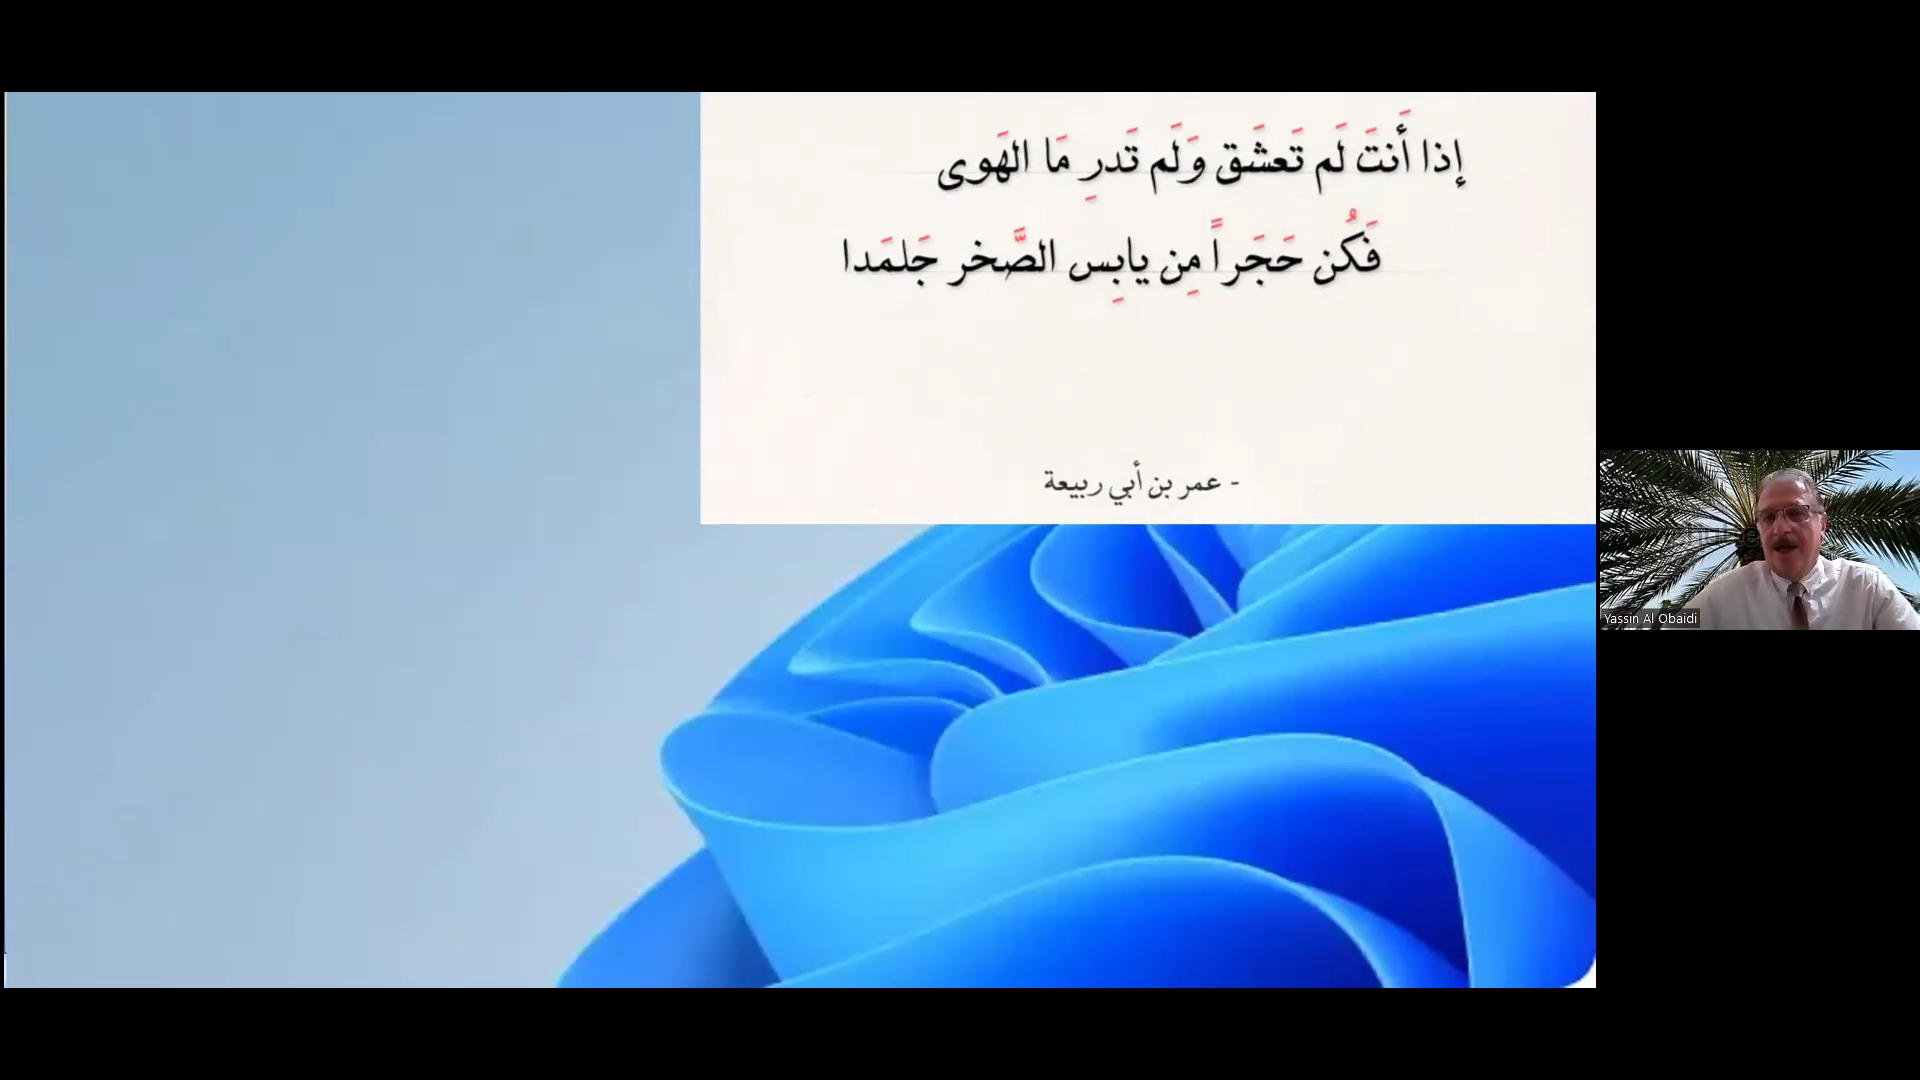 إذا أَنتَ لَم تَعشَق وَلَم تَدرِ مَا الهَوى
فَكُن حَجَراً مِن يابِس الصَّخر جَلمَدا
- عمر بن أبي ربيعة
Yassin Al Obaidi